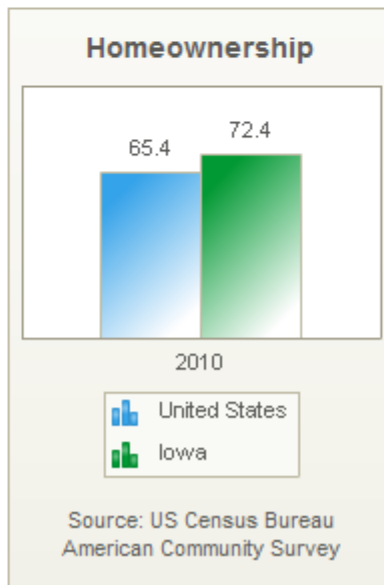 Homeownership
65.4
72.4
2010
United States
Iowa
Source: US Census Bureau
American Community Survey